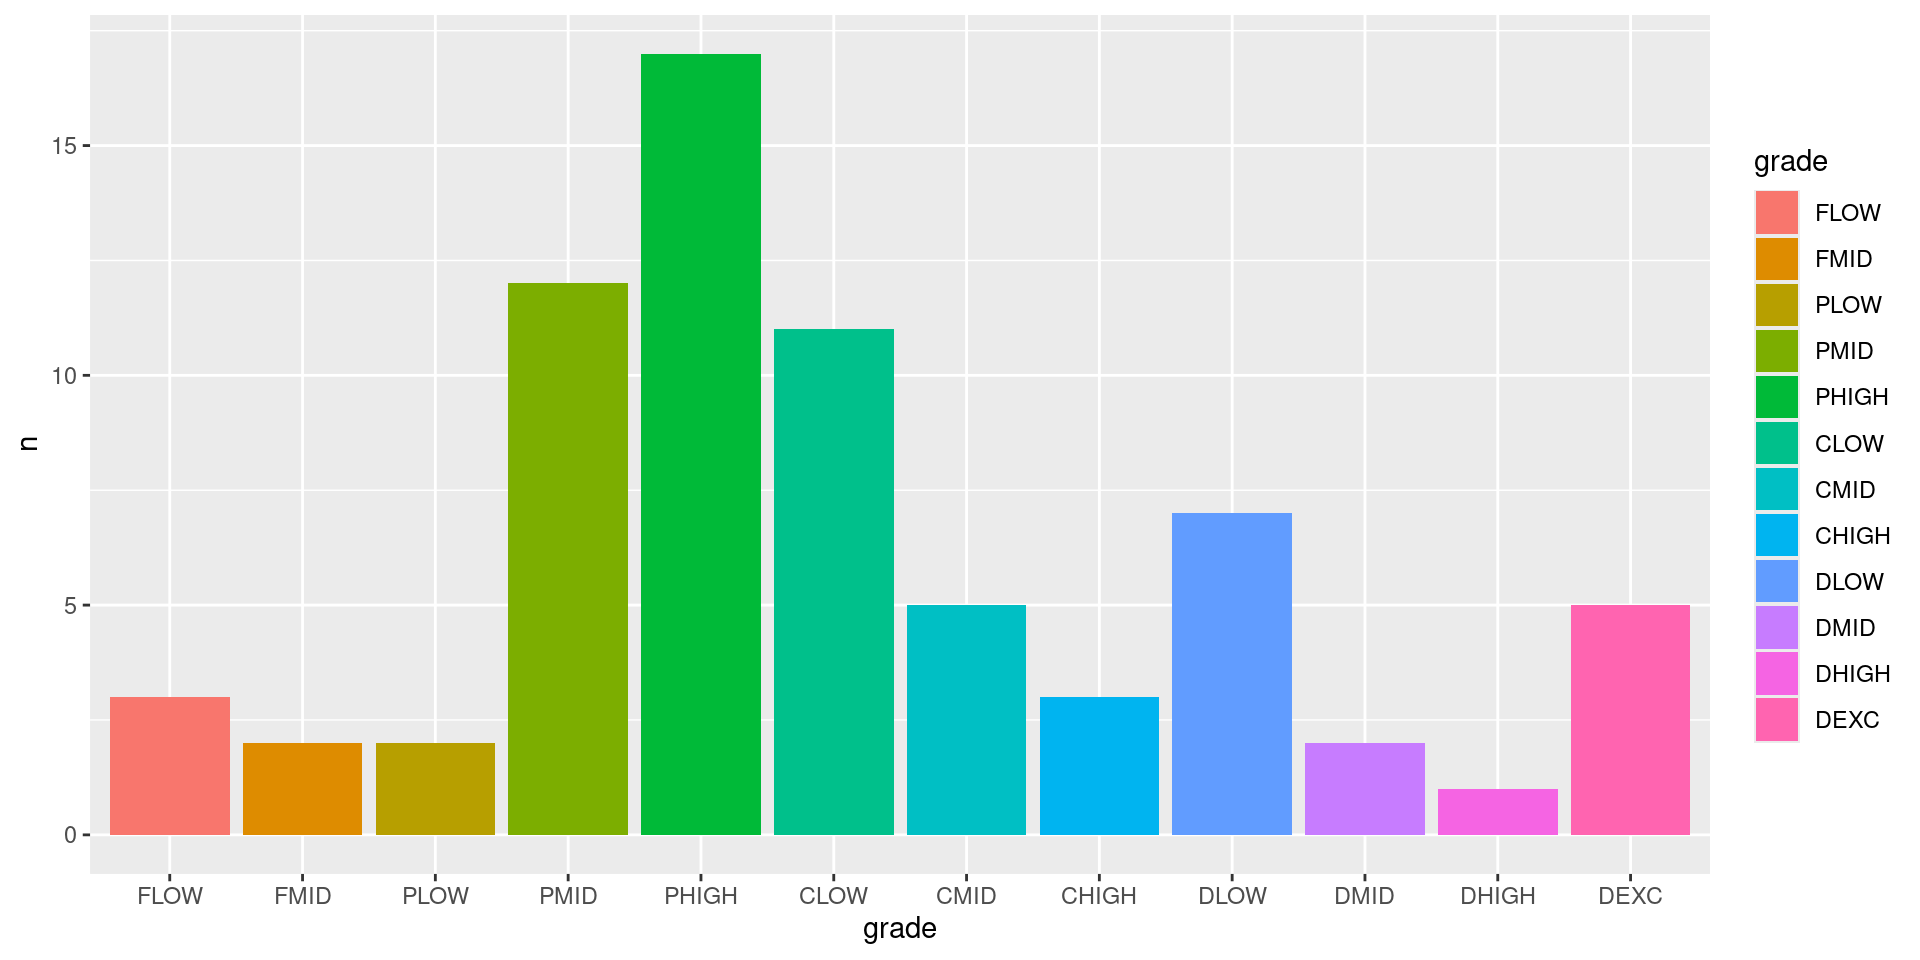 15
10
5
0
n
FLOW FMID PLOW PMID PHIGH CLOW CMID CHIGH DLOW DMID DHIGH DEXC
grade
grade
FLOW
FMID
PLOW
PMID
PHIGH
CLOW
CMID
CHIGH
DLOW
DMID
DHIGH
DEXC